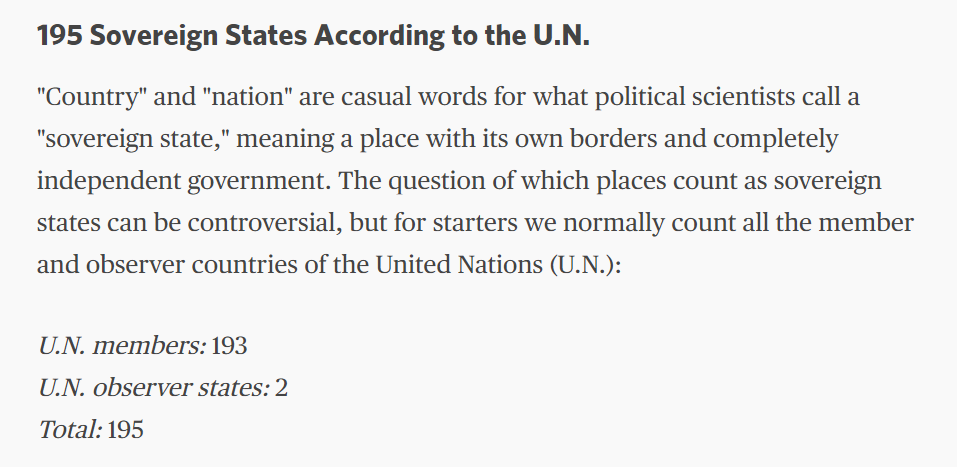 195 Sovereign States According to the U.N.
"Country" and "nation" are casual words for what political scientists call a
"sovereign state," meaning a place with its own borders and completely
independent government. The question of which places count as sovereign
states can be controversial, but for starters we normally count all the member
and observer countries of the United Nations (U.N.):
U.N. members: 193
U.N. observer states: 2
Total: 195